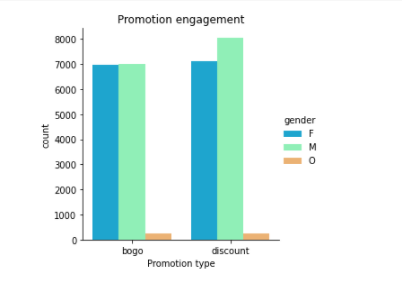 Promotion engagement
8000
7000
6000
5000
4000
3000
2000
1000
0
count
bogo
discount
Promotion type
gender
F
M
O